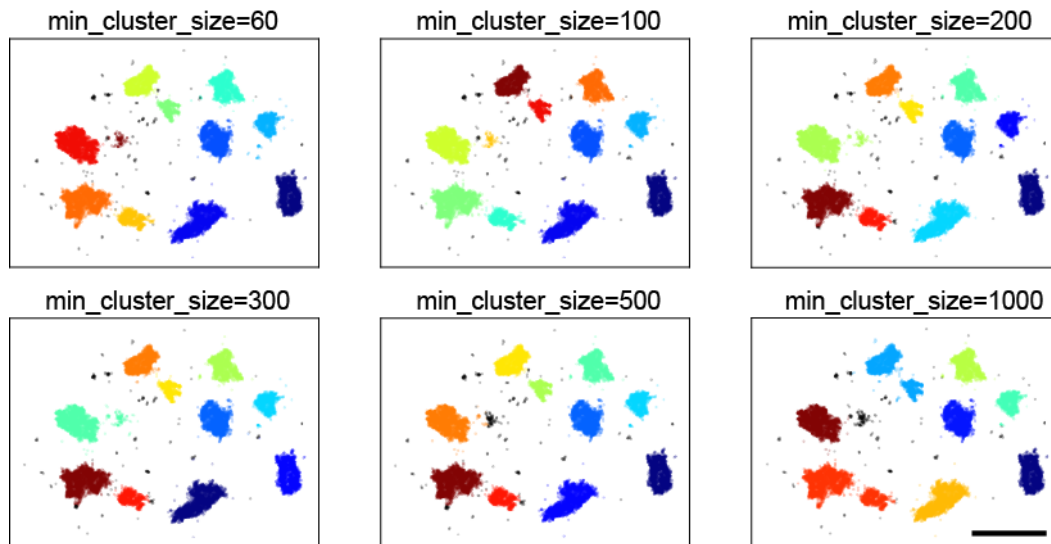 min_cluster_size=60
min_cluster_size=100
min_cluster_size=200
min_cluster_size=300
min_cluster_size=500
min_cluster_size=1000